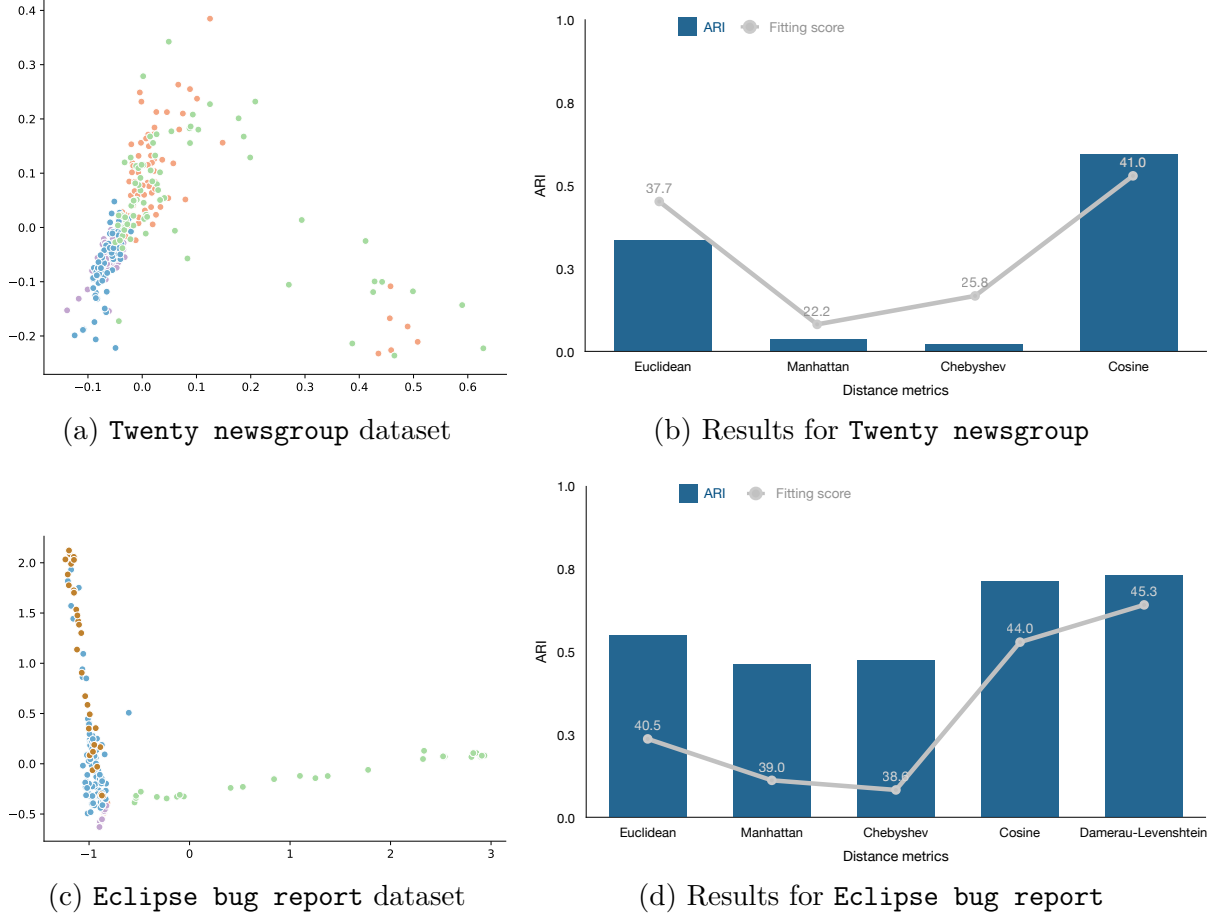 0.4
0.3
0.2
0.1
0.0
−0.1
−0.2
−0.1 0.0 0.1 0.2 0.3 0.4 0.5 0.6
(a) Twenty newsgroup dataset
ARI Fitting score
1.0
0.8
0.5
0.3
0.0
ARI
37.7 22.2 25.8 41.0
Euclidean Manhattan Chebyshev Cosine
Distance metrics
(b) Results for Twenty newsgroup
2.0
1.5
1.0
0.5
0.0
−0.5
−1 0 1 2 3
(c) Eclipse bug report dataset
ARI Fitting score
1.0
0.8
0.5
0.3
0.0
ARI
40.5 39.0 38.6 44.0 45.3
Euclidean Manhattan Chebyshev Cosine Damerau-Levenshtein
Distance metrics
(d) Results for Eclipse bug report